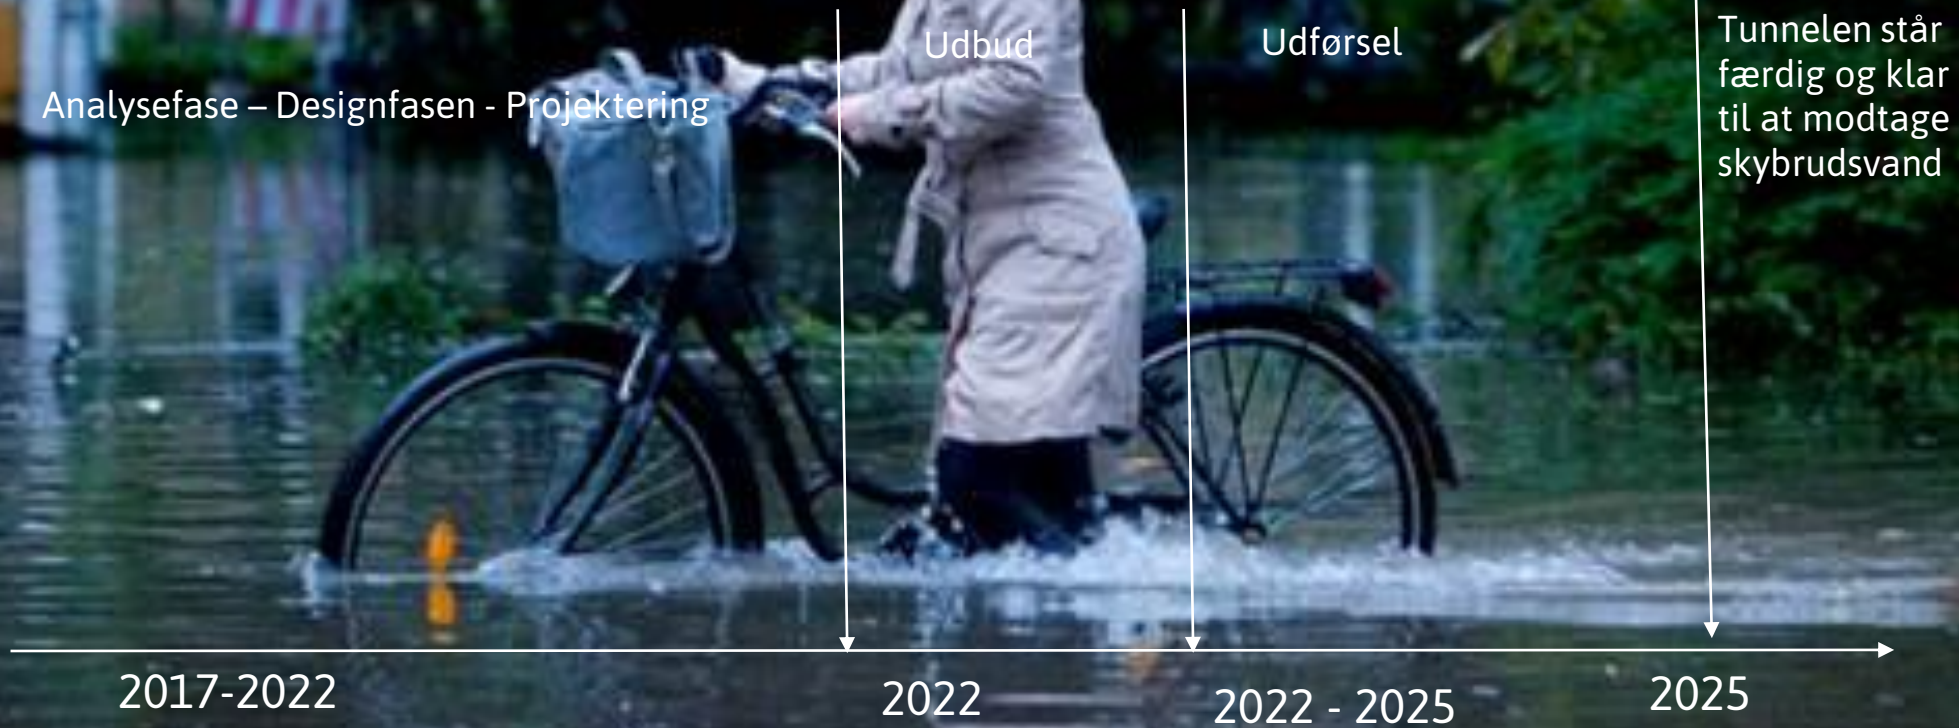 Analysefase – Designfasen - Projektering
Udbud
Udførsel
Tunnelen står
færdig og klar
til at modtage
skybrudsvand
2017-2022
2022
2022 - 2025
2025